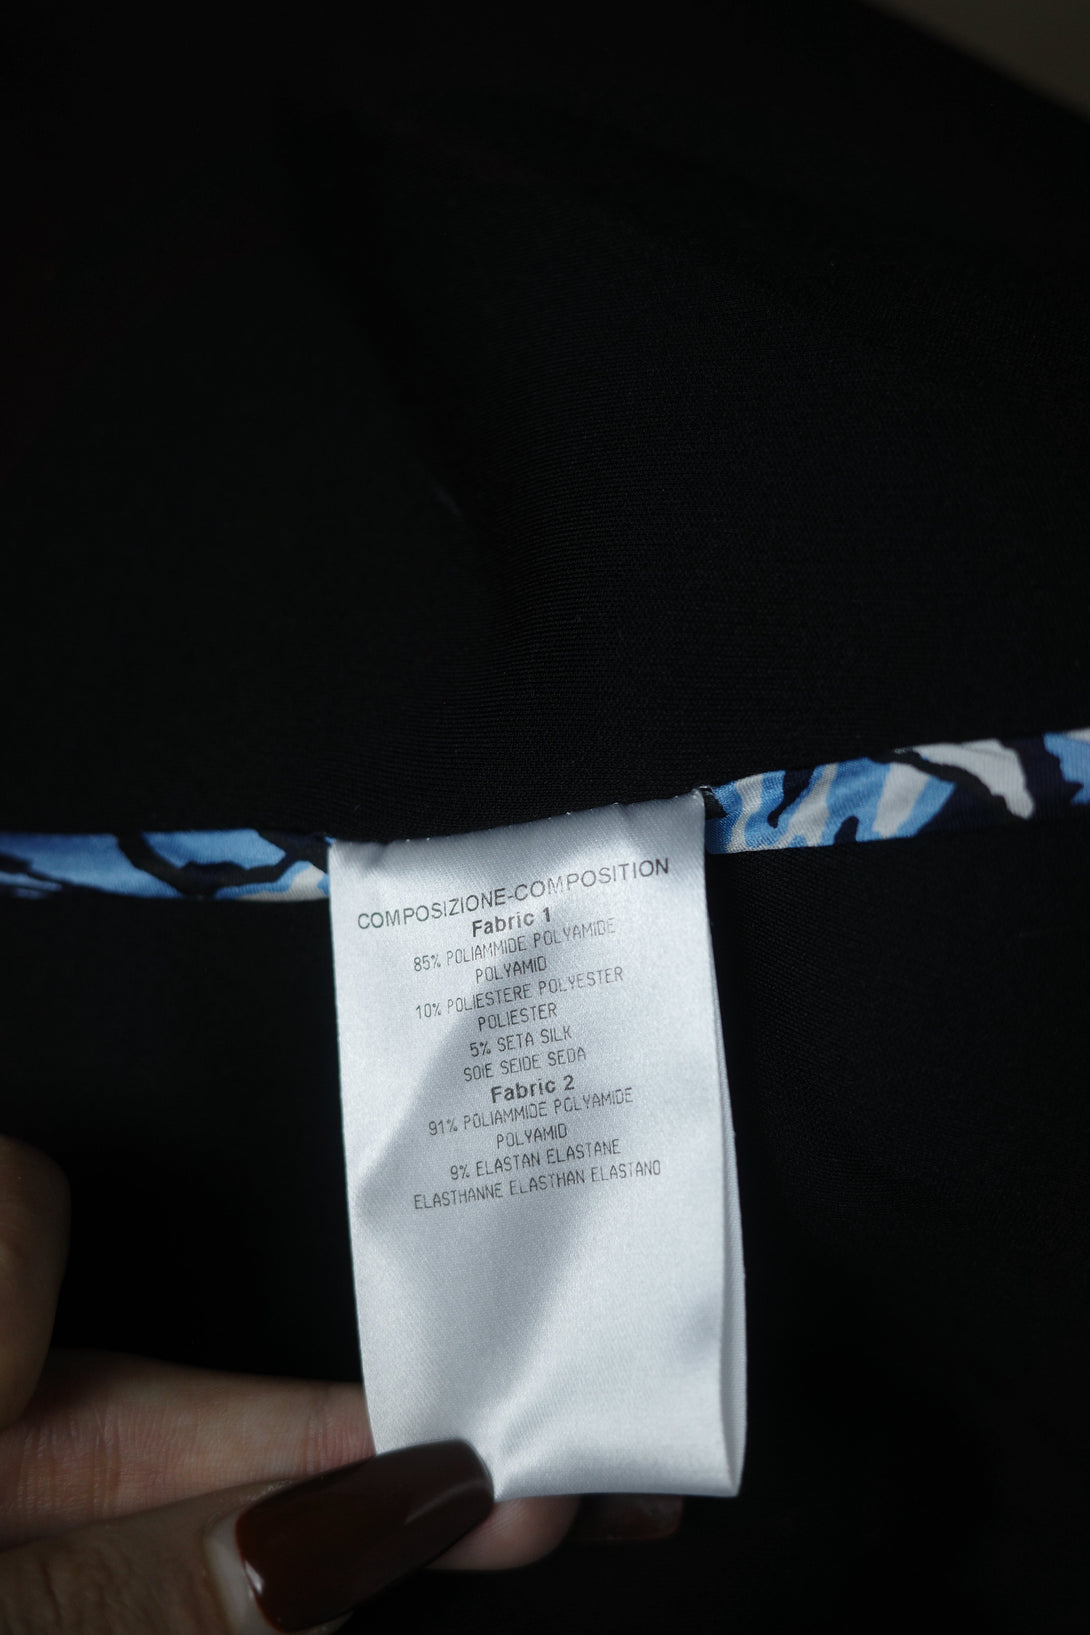 COMPOSIZIONE-COMPOSITION
Fabric 1
85% POLIAMMIDE POLYAMIDE
POLYAMID
10% POLIESTERE POLYESTER
POLIESTER
5% SETA SILK
SOIE SEIDE SEDA
Fabric 2
91% POLIAMMIDE POLYAMIDE
POLYAMID
9% ELASTAN ELASTANE
ELASTHANNE ELASTHAN ELASTANO